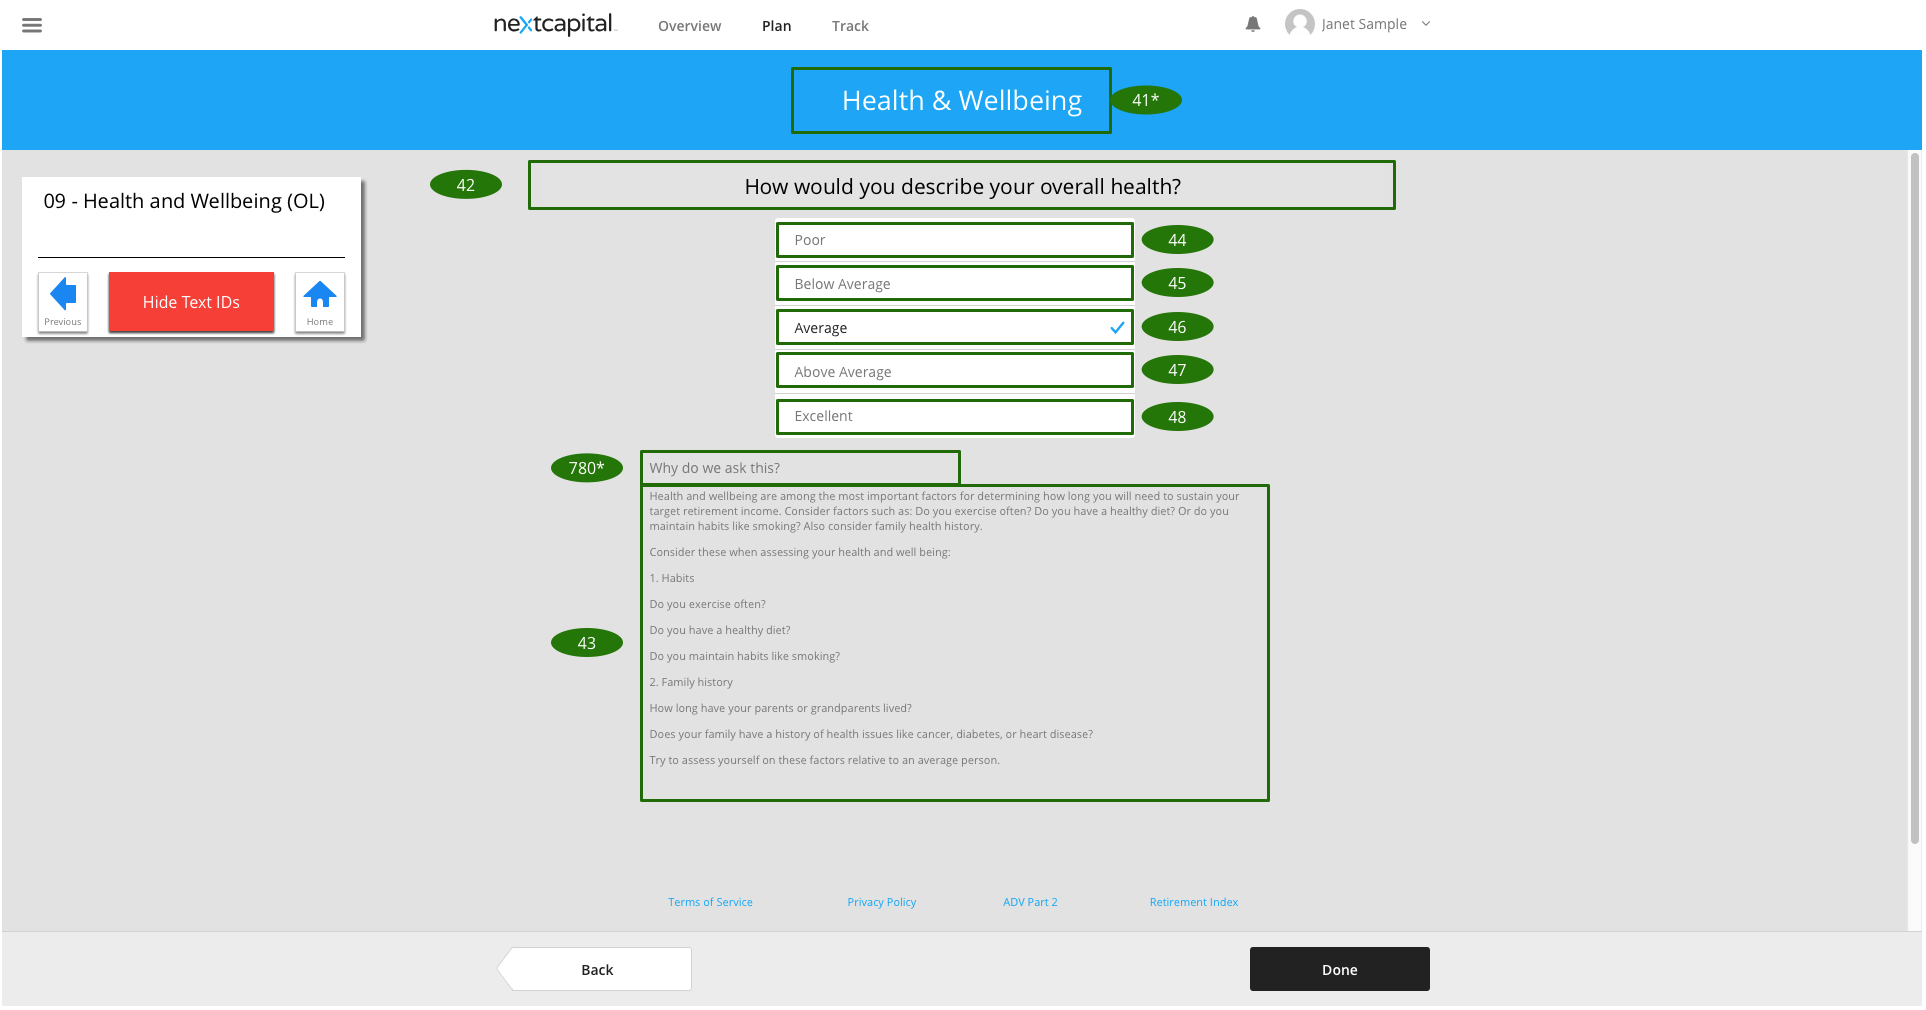 nextcapital
Overview
Plan
Track
Janet Sample
Health & Wellbeing
41*
09 - Health and Wellbeing (OL)
Previous
Hide Text IDs
Home
42
How would you describe your overall health?
Poor
44
Below Average
45
Average
46
Above Average
47
Excellent
48
780*
Why do we ask this?
43
Health and wellbeing are among the most important factors for determining how long you will need to sustain your
target retirement income. Consider factors such as: Do you exercise often? Do you have a healthy diet? Or do you
maintain habits like smoking? Also consider family health history.
Consider these when assessing your health and well being:
1. Habits
Do you exercise often?
Do you have a healthy diet?
Do you maintain habits like smoking?
2. Family history
How long have your parents or grandparents lived?
Does your family have a history of health issues like cancer, diabetes, or heart disease?
Try to assess yourself on these factors relative to an average person.
Terms of Service
Privacy Policy
ADV Part 2
Retirement Index
Back
Done